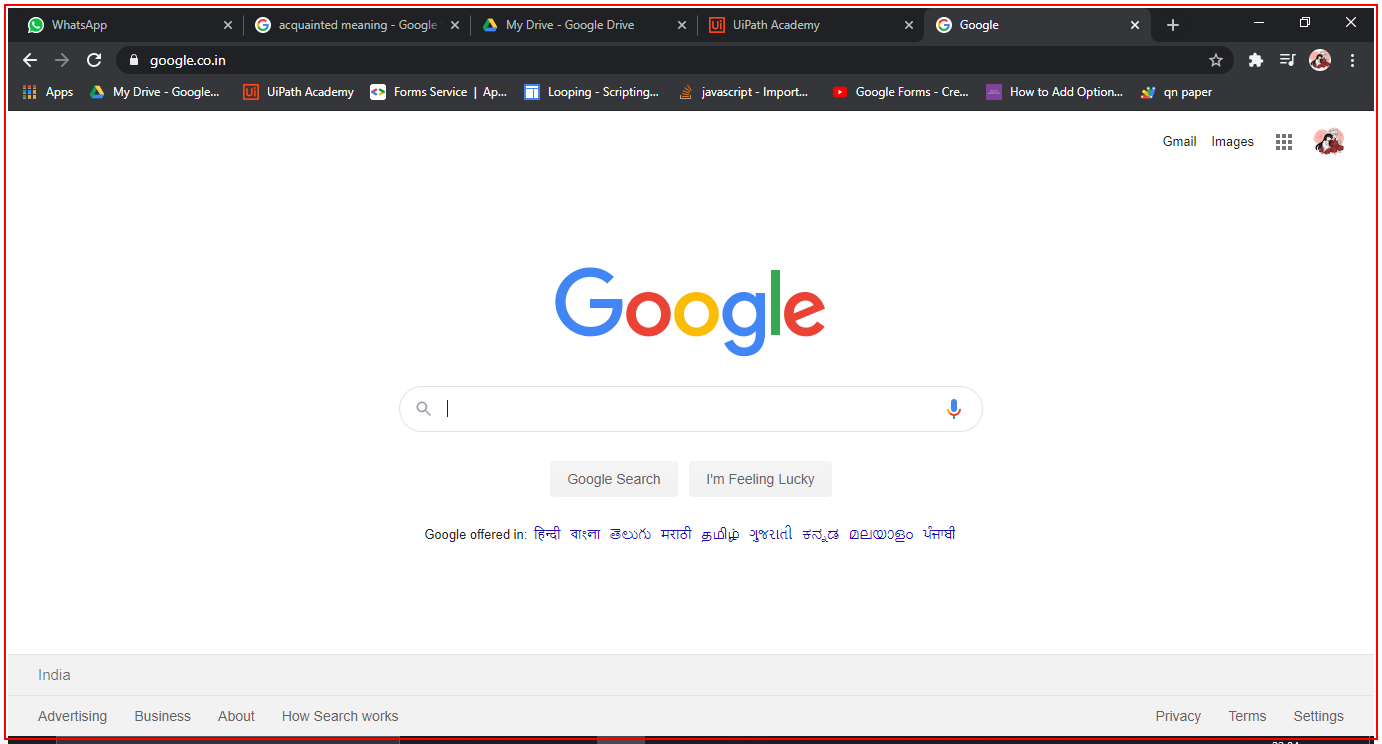 WhatsApp
acquainted meaning - Google
My Drive - Google Drive
UiPath Academy
Google
google.co.in
Apps
My Drive - Google...
UiPath Academy
Forms Service | Ap...
Looping - Scripting...
javascript - Import...
Google Forms - Cre...
How to Add Option...
qn paper
Gmail Images
Google
Google Search
I'm Feeling Lucky
Google offered in: हिन्दी বাংলা తెలుగు मराठी தமிழ் ગુજરાતી ಕನ್ನಡ മലയാളം ਪੰਜਾਬੀ
India
Advertising Business About How Search works
Privacy Terms Settings